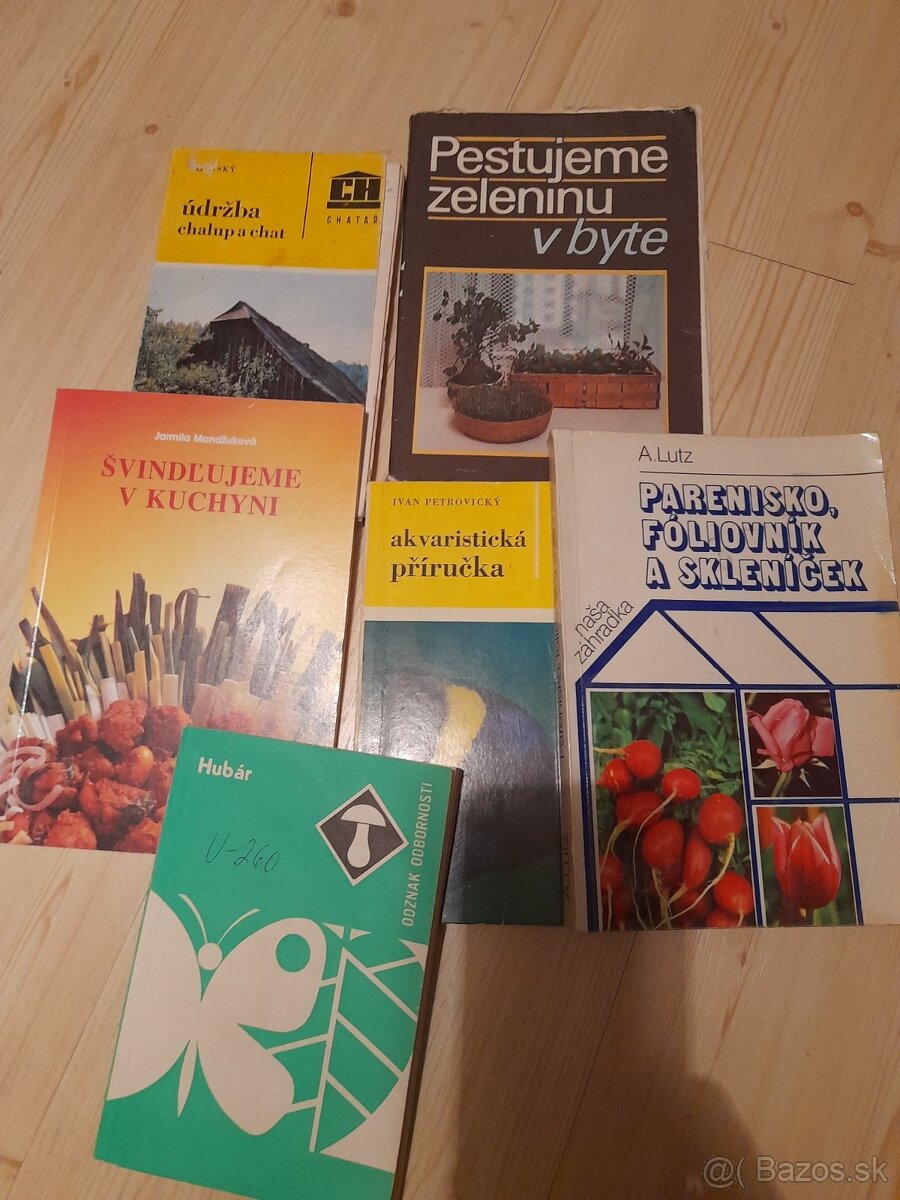 údržba
chalup a chat
CH
CHATAŘ
Pestujeme
zeleninu
v byte
Jarmila Mandžuková
ŠVINDĽUJEME
V KUCHYNI
IVAN PETROVICKÝ
akvaristická
příručka
A. Lutz
PARENISKO,
FÓLIOVNÍK
A SKLENÍČEK
naša
záhradka
Hubár
U-260
ODZNAK ODBORNOSTI
@( Bazos.sk